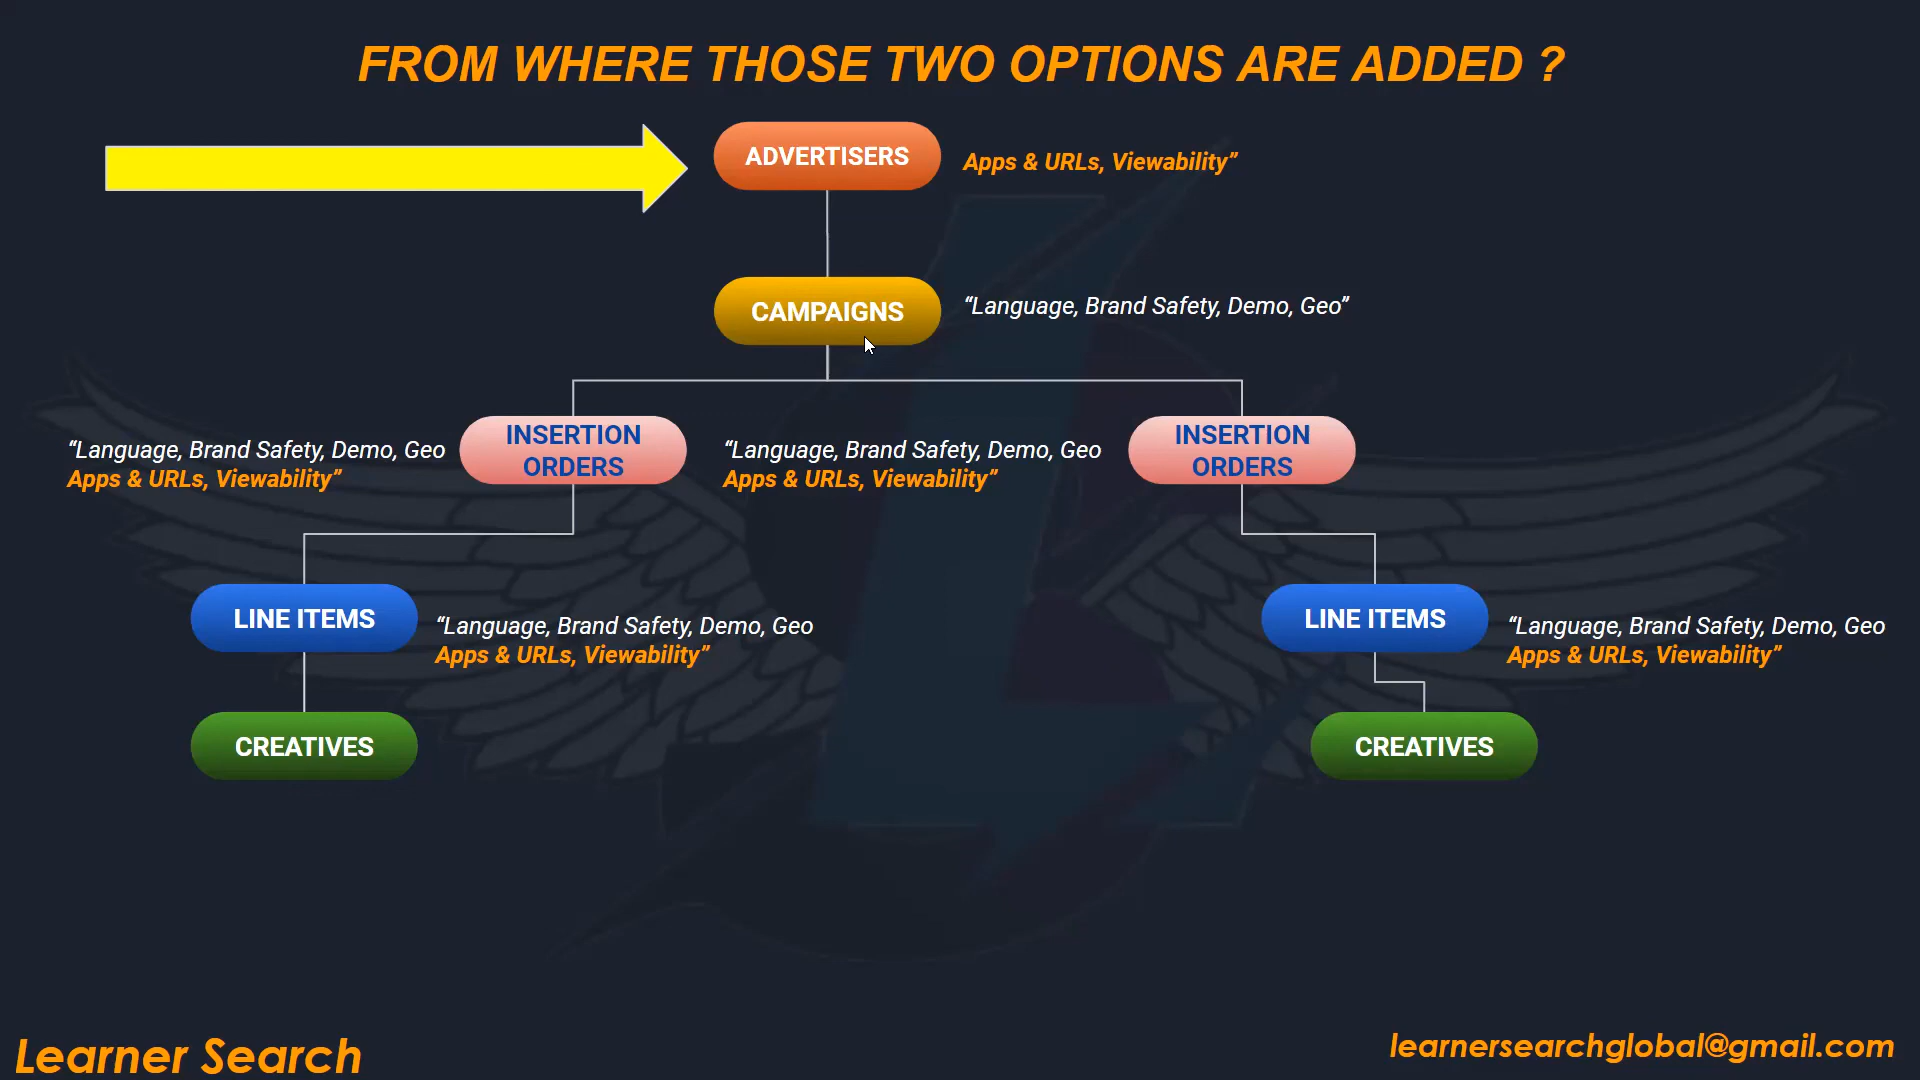 FROM WHERE THOSE TWO OPTIONS ARE ADDED ?
ADVERTISERS
Apps & URLs, Viewability”
CAMPAIGNS
“Language, Brand Safety, Demo, Geo”
“Language, Brand Safety, Demo, Geo
Apps & URLs, Viewability”
INSERTION
ORDERS
“Language, Brand Safety, Demo, Geo
Apps & URLs, Viewability”
INSERTION
ORDERS
LINE ITEMS
“Language, Brand Safety, Demo, Geo
Apps & URLs, Viewability”
LINE ITEMS
“Language, Brand Safety, Demo, Geo
Apps & URLs, Viewability”
CREATIVES
CREATIVES
Learner Search
learnersearchglobal@gmail.com